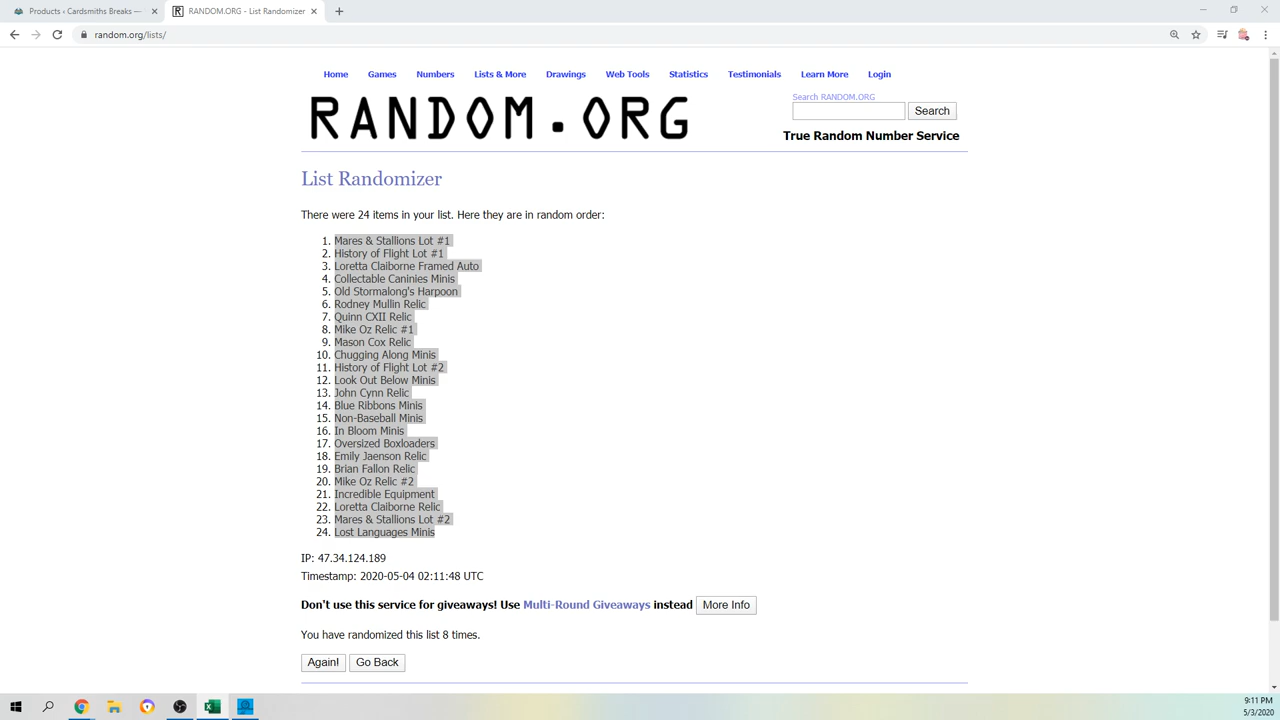 Products ‹ Cardsmiths Breaks —
RANDOM.ORG - List Randomizer
random.org/lists/
Home Games Numbers Lists & More Drawings Web Tools Statistics Testimonials Learn More Login
RANDOM.ORG
Search RANDOM.ORG
Search
True Random Number Service
List Randomizer
There were 24 items in your list. Here they are in random order:
1. Mares & Stallions Lot #1
2. History of Flight Lot #1
3. Loretta Claiborne Framed Auto
4. Collectable Caninies Minis
5. Old Stormalong's Harpoon
6. Rodney Mullin Relic
7. Quinn CXII Relic
8. Mike Oz Relic #1
9. Mason Cox Relic
10. Chugging Along Minis
11. History of Flight Lot #2
12. Look Out Below Minis
13. John Cynn Relic
14. Blue Ribbons Minis
15. Non-Baseball Minis
16. In Bloom Minis
17. Oversized Boxloaders
18. Emily Jaenson Relic
19. Brian Fallon Relic
20. Mike Oz Relic #2
21. Incredible Equipment
22. Loretta Claiborne Relic
23. Mares & Stallions Lot #2
24. Lost Languages Minis
IP: 47.34.124.189
Timestamp: 2020-05-04 02:11:48 UTC
Don't use this service for giveaways! Use Multi-Round Giveaways instead More Info
You have randomized this list 8 times.
Again! Go Back
9:11 PM
5/3/2020